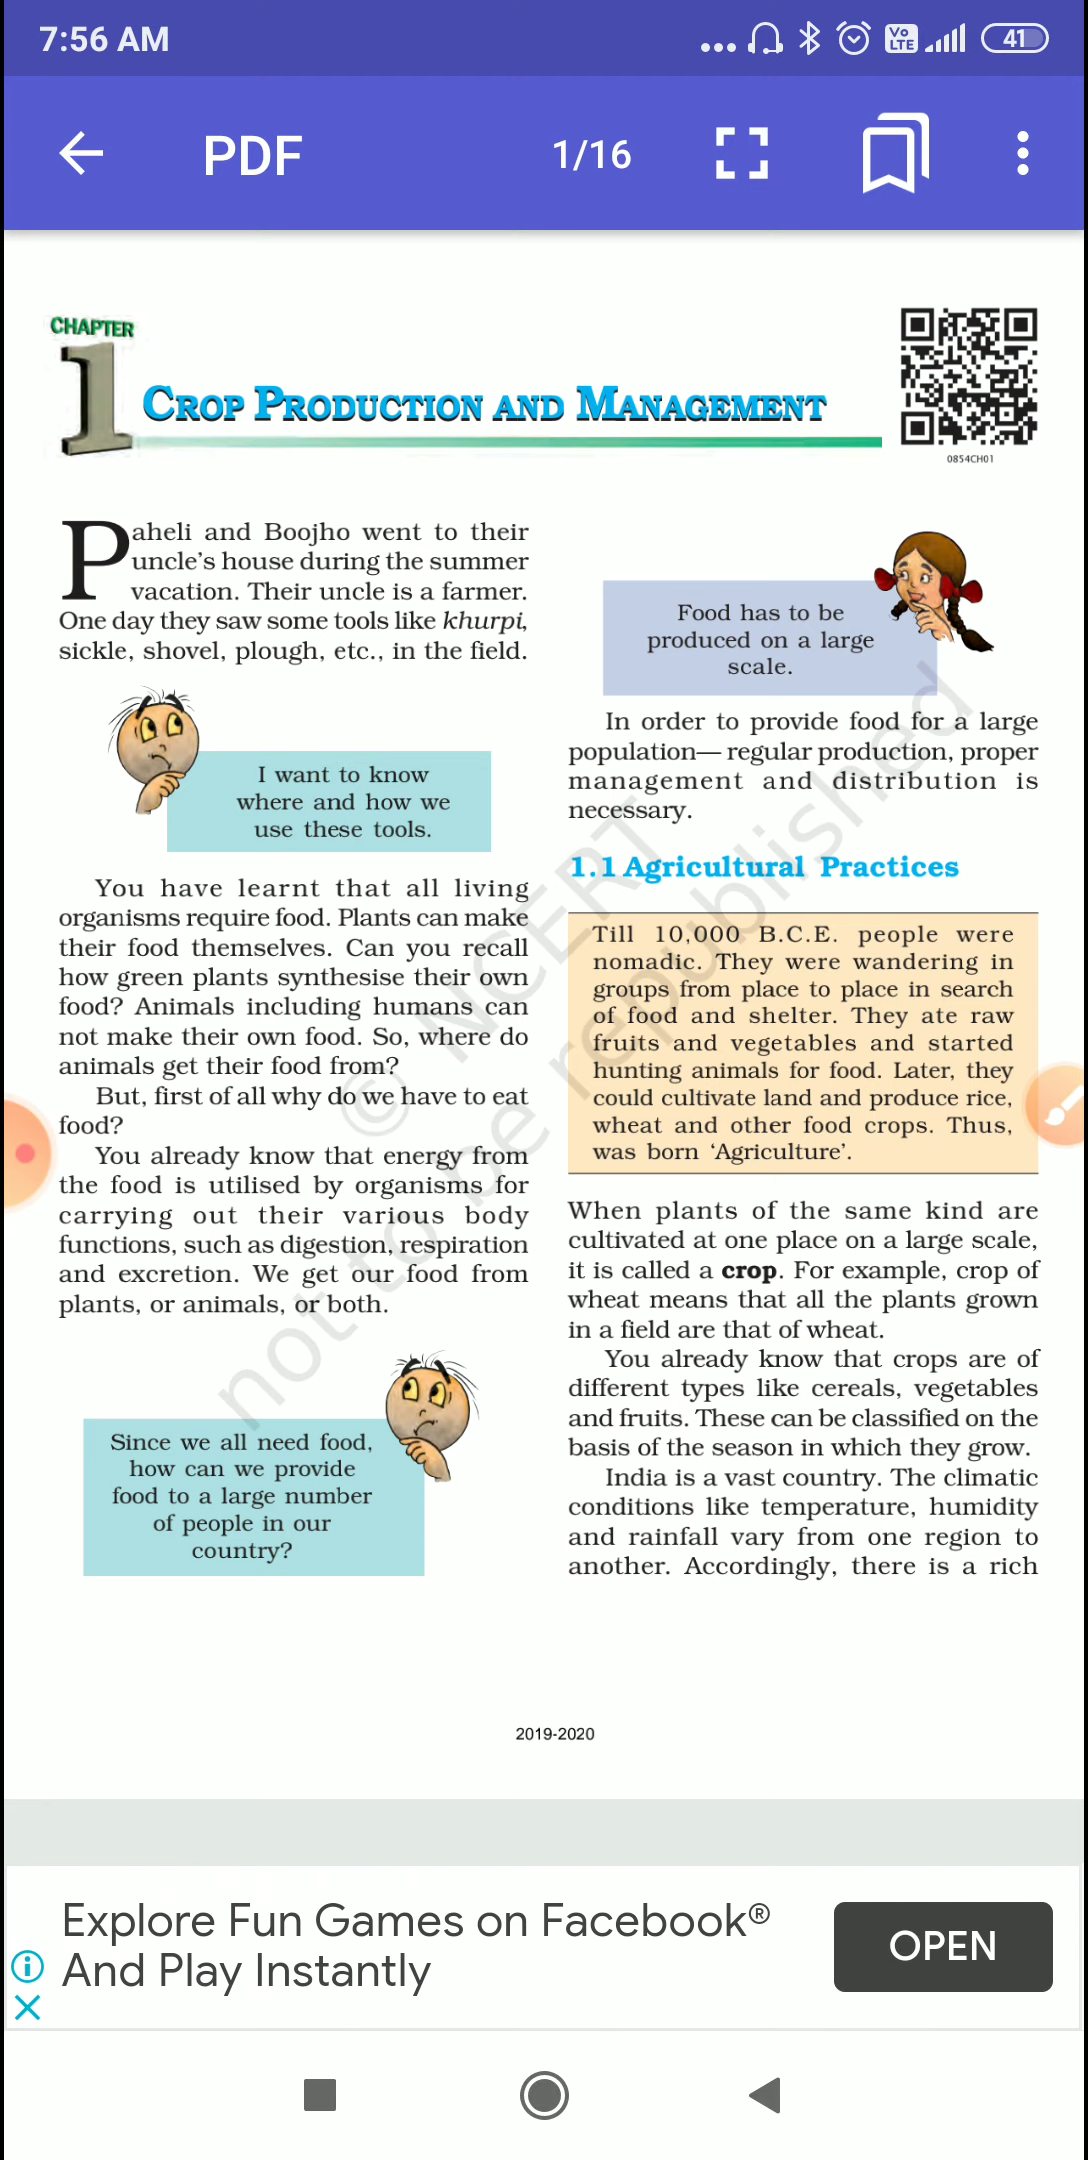 7:56 AM
Vo LTE
41
PDF
1/16
CHAPTER
1
CROP PRODUCTION AND MANAGEMENT
0854CH01
Paheli and Boojho went to their
uncle's house during the summer
vacation. Their uncle is a farmer.
One day they saw some tools like khurpi,
sickle, shovel, plough, etc., in the field.
I want to know
where and how we
use these tools.
You have learnt that all living
organisms require food. Plants can make
their food themselves. Can you recall
how green plants synthesise their own
food? Animals including humans can
not make their own food. So, where do
animals get their food from?
But, first of all why do we have to eat
food?
You already know that energy from
the food is utilised by organisms for
carrying out their various body
functions, such as digestion, respiration
and excretion. We get our food from
plants, or animals, or both.
Since we all need food,
how can we provide
food to a large number
of people in our
country?
Food has to be
produced on a large
scale.
In order to provide food for a large
population— regular production, proper
management and distribution is
necessary.
1.1 Agricultural Practices
Till 10,000 B.C.E. people were
nomadic. They were wandering in
groups from place to place in search
of food and shelter. They ate raw
fruits and vegetables and started
hunting animals for food. Later, they
could cultivate land and produce rice,
wheat and other food crops. Thus,
was born 'Agriculture'.
When plants of the same kind are
cultivated at one place on a large scale,
it is called a crop. For example, crop of
wheat means that all the plants grown
in a field are that of wheat.
You already know that crops are of
different types like cereals, vegetables
and fruits. These can be classified on the
basis of the season in which they grow.
India is a vast country. The climatic
conditions like temperature, humidity
and rainfall vary from one region to
another. Accordingly, there is a rich
© NCERT
not to be republished
2019-2020
Explore Fun Games on Facebook®
And Play Instantly
OPEN